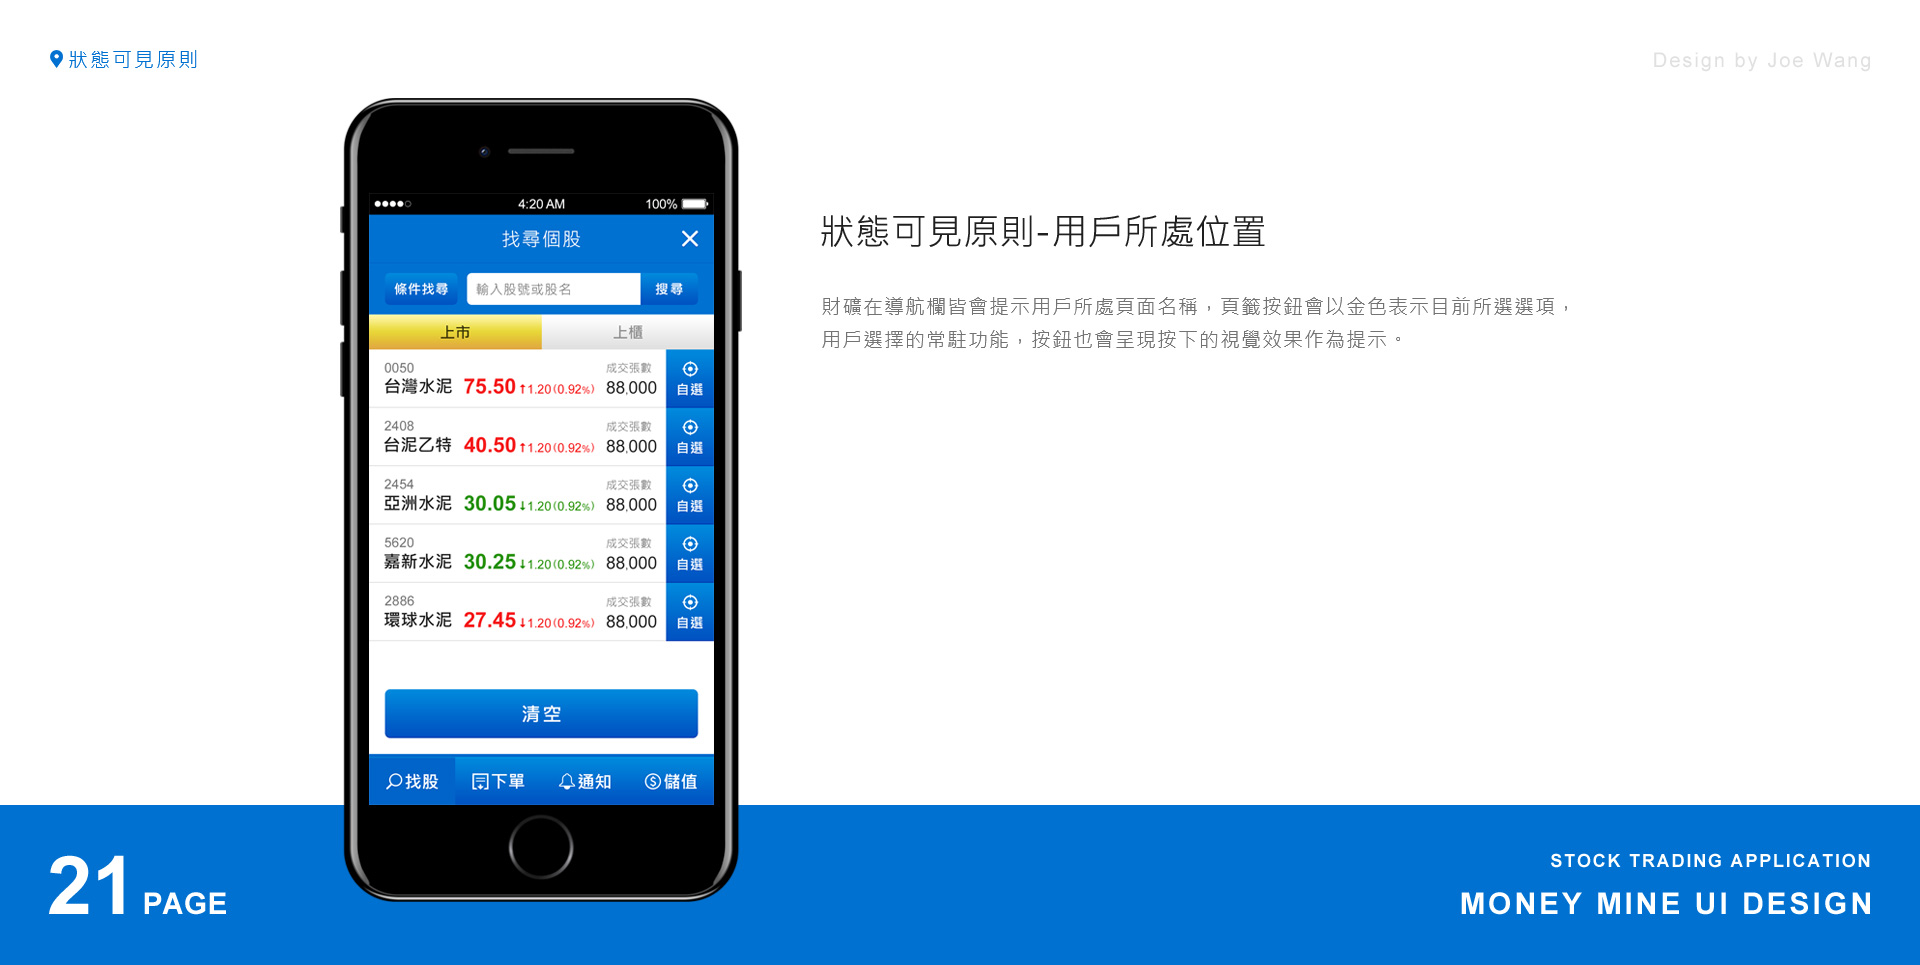 狀態可見原則
Design by Joe Wang
4:20 AM
100%
找尋個股
條件找尋
輸入股號或股名
搜尋
上市
上櫃
0050
成交張數
台灣水泥 75.50 ↑1.20(0.92%) 88,000
自選
2408
成交張數
台泥乙特 40.50 ↑1.20(0.92%) 88,000
自選
2454
成交張數
亞洲水泥 30.05 ↓1.20(0.92%) 88,000
自選
5620
成交張數
嘉新水泥 30.25 ↓1.20(0.92%) 88,000
自選
2886
成交張數
環球水泥 27.45 ↓1.20(0.92%) 88,000
自選
清空
找股
下單
通知
儲值
狀態可見原則-用戶所處位置
財礦在導航欄皆會提示用戶所處頁面名稱，頁籤按鈕會以金色表示目前所選選項，
用戶選擇的常駐功能，按鈕也會呈現按下的視覺效果作為提示。
21 PAGE
STOCK TRADING APPLICATION
MONEY MINE UI DESIGN